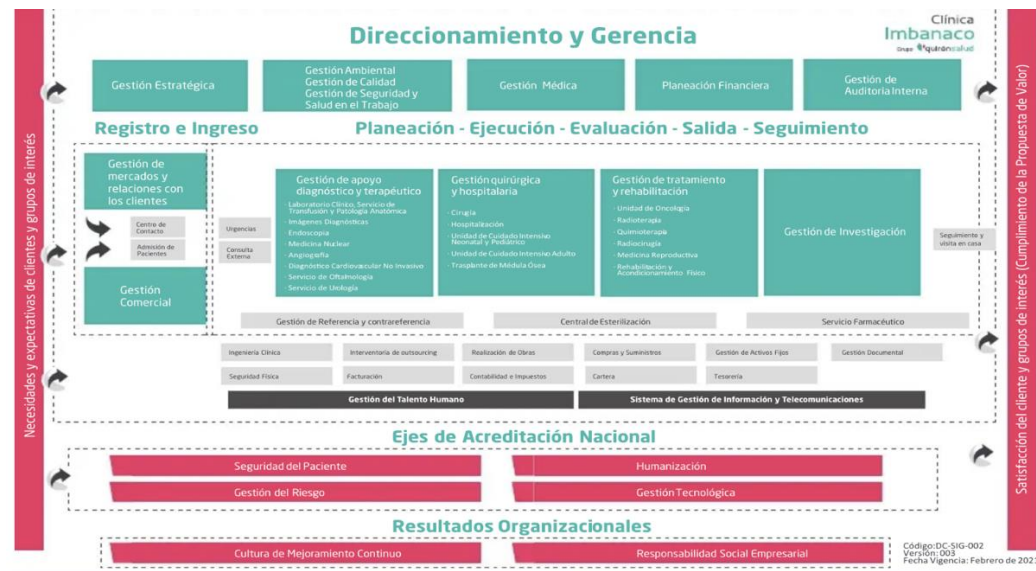 Clínica
Imbanaco
Grupo quirónsalud
Direccionamiento y Gerencia
Gestión Estratégica
Gestión Ambiental
Gestión de Calidad
Gestión de Seguridad y
Salud en el Trabajo
Gestión Médica
Planeación Financiera
Gestión de
Auditoria Interna
Registro e Ingreso
Planeación - Ejecución - Evaluación - Salida - Seguimiento
Necesidades y expectativas de clientes y grupos de interés
Gestión de
mercados y
relaciones con
los clientes
Centro de
Contacto
Admisión de
Pacientes
Gestión
Comercial
Urgencias
Consulta
Externa
Gestión de apoyo
diagnóstico y terapéutico
· Laboratorio Clínico, Servicio de
Transfusión y Patología Anatómica
· Imágenes Diagnósticas
· Endoscopia
· Medicina Nuclear
· Angiografía
· Diagnóstico Cardiovascular No Invasivo
· Servicio de Oftalmología
· Servicio de Urología
Gestión quirúrgica
y hospitalaria
· Cirugía
· Hospitalización
· Unidad de Cuidado Intensivo
Neonatal y Pediátrico
· Unidad de Cuidado Intensivo Adulto
· Trasplante de Médula Ósea
Gestión de tratamiento
y rehabilitación
· Unidad de Oncología
· Radioterapia
· Quimioterapia
· Radiocirugía
· Medicina Reproductiva
· Rehabilitación y
Acondicionamiento Físico
Gestión de Investigación
Seguimiento y
visita en casa
Gestión de Referencia y contrareferencia
Central de Esterilización
Servicio Farmacéutico
Ingeniería Clínica
Interventoria de outsourcing
Realización de Obras
Compras y Suministros
Gestión de Activos Fijos
Gestión Documental
Seguridad Física
Facturación
Contabilidad e Impuestos
Cartera
Tesorería
Gestión del Talento Humano
Sistema de Gestión de Información y Telecomunicaciones
Satisfacción del cliente y grupos de interés (Cumplimiento de la Propuesta de Valor)
Ejes de Acreditación Nacional
Seguridad del Paciente
Humanización
Gestión del Riesgo
Gestión Tecnológica
Resultados Organizacionales
Cultura de Mejoramiento Continuo
Responsabilidad Social Empresarial
Código:DC-SIG-002
Versión:003
Fecha Vigencia: Febrero de 202